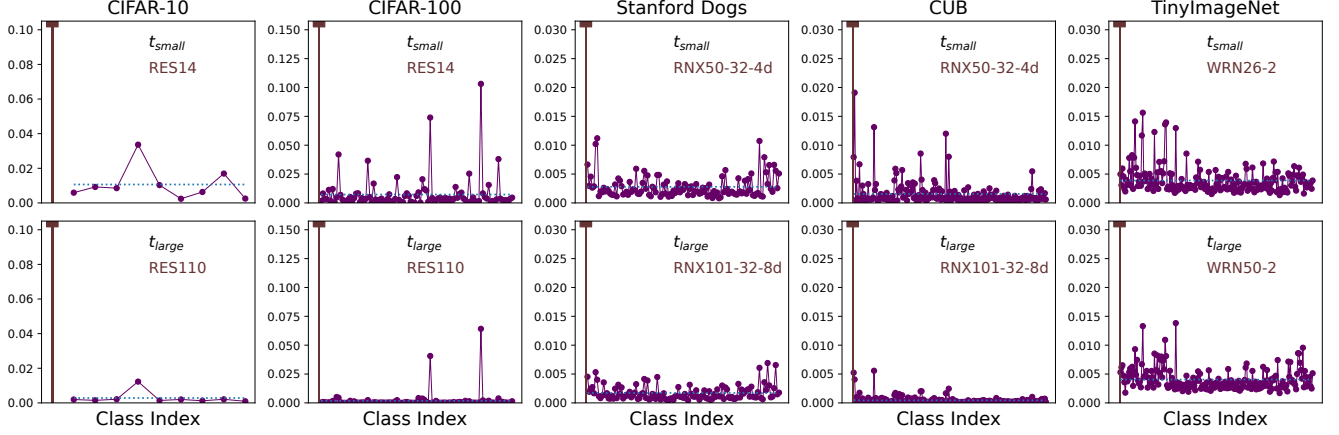 CIFAR-10
CIFAR-100
Stanford Dogs
CUB
TinyImageNet
0.10
0.08
0.06
0.04
0.02
0.00
t_small
RES14
0.150
0.125
0.100
0.075
0.050
0.025
0.000
t_small
RES14
0.030
0.025
0.020
0.015
0.010
0.005
0.000
t_small
RNX50-32-4d
0.030
0.025
0.020
0.015
0.010
0.005
0.000
t_small
RNX50-32-4d
0.030
0.025
0.020
0.015
0.010
0.005
0.000
t_small
WRN26-2
0.10
0.08
0.06
0.04
0.02
0.00
t_large
RES110
0.150
0.125
0.100
0.075
0.050
0.025
0.000
t_large
RES110
0.030
0.025
0.020
0.015
0.010
0.005
0.000
t_large
RNX101-32-8d
0.030
0.025
0.020
0.015
0.010
0.005
0.000
t_large
RNX101-32-8d
0.030
0.025
0.020
0.015
0.010
0.005
0.000
t_large
WRN50-2
Class Index
Class Index
Class Index
Class Index
Class Index